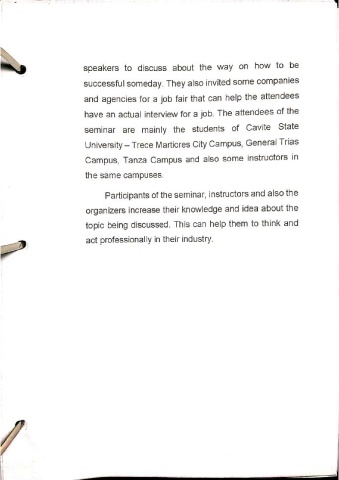 speakers to discuss about the way on how to be
successful someday. They also invited some companies
and agencies for a job fair that can help the attendees
have an actual interview for a job. The attendees of the
seminar are mainly the students of Cavite State
University – Trece Martires City Campus, General Trias
Campus, Tanza Campus and also some instructors in
the same campuses.
Participants of the seminar, instructors and also the
organizers increase their knowledge and idea about the
topic being discussed. This can help them to think and
act professionally in their industry.